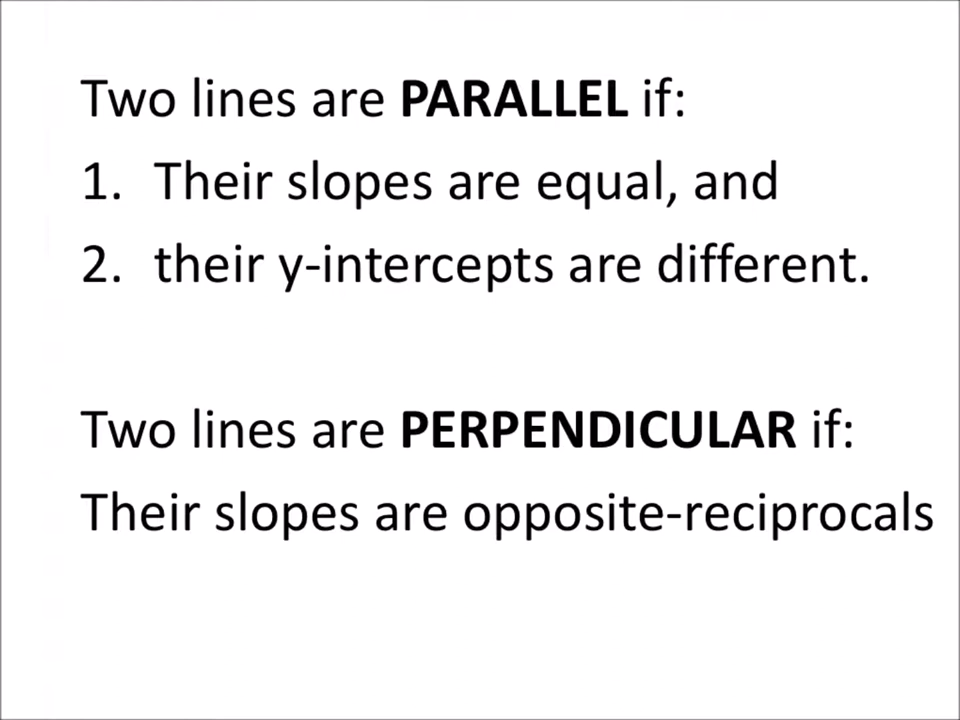 Two lines are PARALLEL if:
1. Their slopes are equal, and
2. their y-intercepts are different.
Two lines are PERPENDICULAR if:
Their slopes are opposite-reciprocals